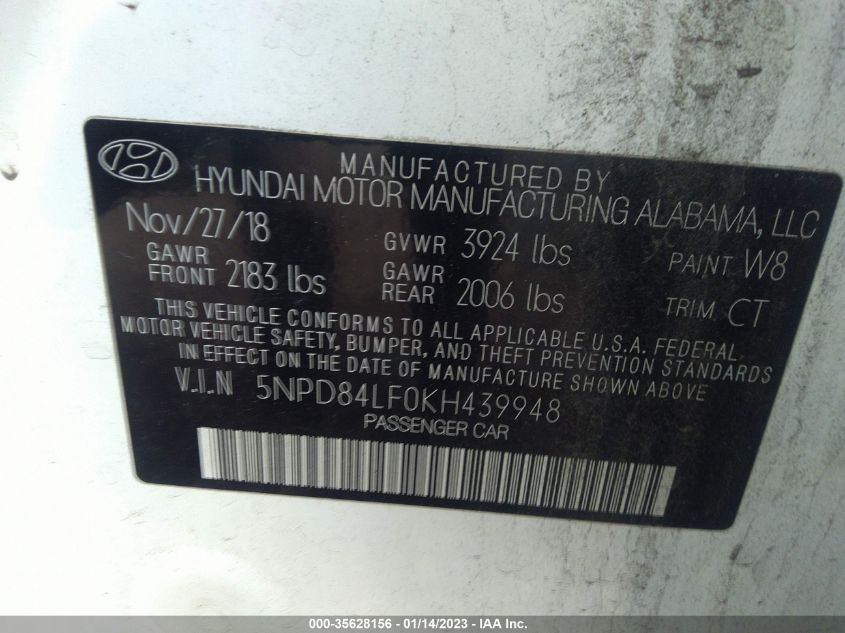 MANUFACTURED BY
HYUNDAI MOTOR MANUFACTURING ALABAMA, LLC
Nov/27/18 GVWR 3924 lbs PAINT W8
GAWR FRONT 2183 lbs GAWR REAR 2006 lbs TRIM CT
THIS VEHICLE CONFORMS TO ALL APPLICABLE U.S.A. FEDERAL
MOTOR VEHICLE SAFETY, BUMPER, AND THEFT PREVENTION STANDARDS
IN EFFECT ON THE DATE OF MANUFACTURE SHOWN ABOVE
V.I.N 5NPD84LF0KH439948
PASSENGER CAR
000-35628156 - 01/14/2023 - IAA Inc.